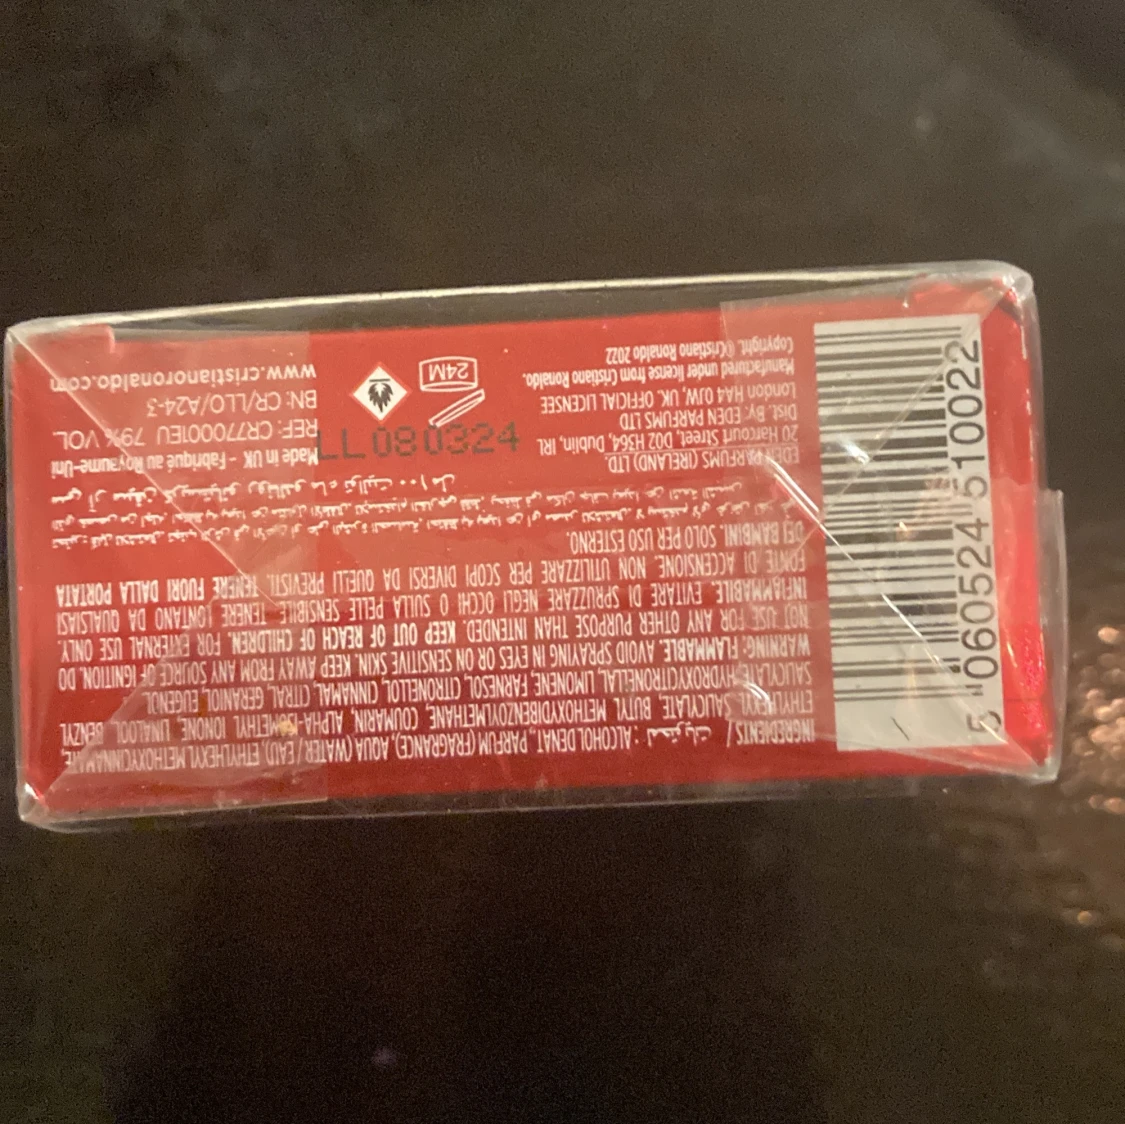 INGREDIENTS / : ALCOHOL DENAT., PARFUM (FRAGRANCE), AQUA (WATER / EAU), ETHYLHEXYL METHOXYCINNAMATE,
ETHYLHEXYL SALICYLATE, BUTYL METHOXYDIBENZOYLMETHANE, COUMARIN, ALPHA-ISOMETHYL IONONE, LINALOOL, BENZYL
SALICYLATE, HYDROXYCITRONELLAL, LIMONENE, FARNESOL, CITRONELLOL, CINNAMAL, CITRAL, GERANIOL, EUGENOL
WARNING: FLAMMABLE. AVOID SPRAYING IN EYES OR ON SENSITIVE SKIN. KEEP AWAY FROM ANY SOURCE OF IGNITION. DO
NOT USE FOR ANY OTHER PURPOSE THAN INTENDED. KEEP OUT OF REACH OF CHILDREN. FOR EXTERNAL USE ONLY.
INFIAMMABILE. EVITARE DI SPRUZZARE NEGLI OCCHI O SULLA PELLE SENSIBILE. TENERE LONTANO DA QUALSIASI
FONTE DI ACCENSIONE. NON UTILIZZARE PER SCOPI DIVERSI DA QUELLI PREVISTI. TENERE FUORI DALLA PORTATA
DEI BAMBINI. SOLO PER USO ESTERNO.
EDEN PARFUMS (IRELAND) LTD.
20 Harcourt Street, D02 H364, Dublin, IRL
Dist. By: EDEN PARFUMS LTD
London HA4 0JW, UK, OFFICIAL LICENSEE
Manufactured under license from Cristiano Ronaldo.
Copyright. ©Cristiano Ronaldo 2022
24M
Made in UK - Fabriqué au Royaume-Uni
REF: CR770001EU 79% VOL
BN: CR/LLO/A24-3
www.cristianoronaldo.com
LL080324
5 060524 510022